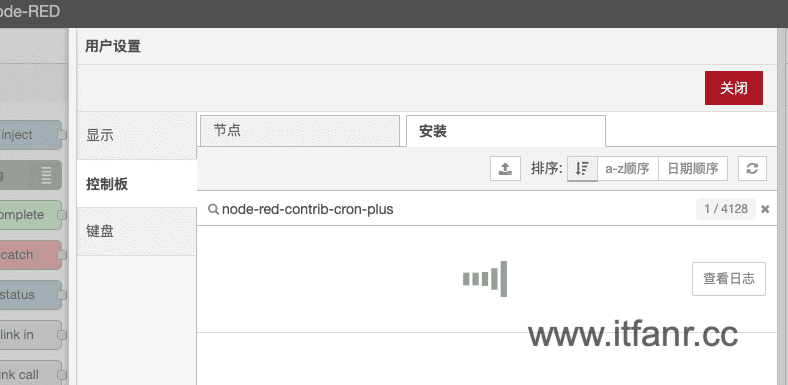 ode-RED
用户设置
关闭
inject
显示
节点
安装
g
排序:
a-z顺序
日期顺序
控制板
omplete
node-red-contrib-cron-plus
1 / 4128
键盘
catch
查看日志
status
link in
www.itfanr.cc
ink call